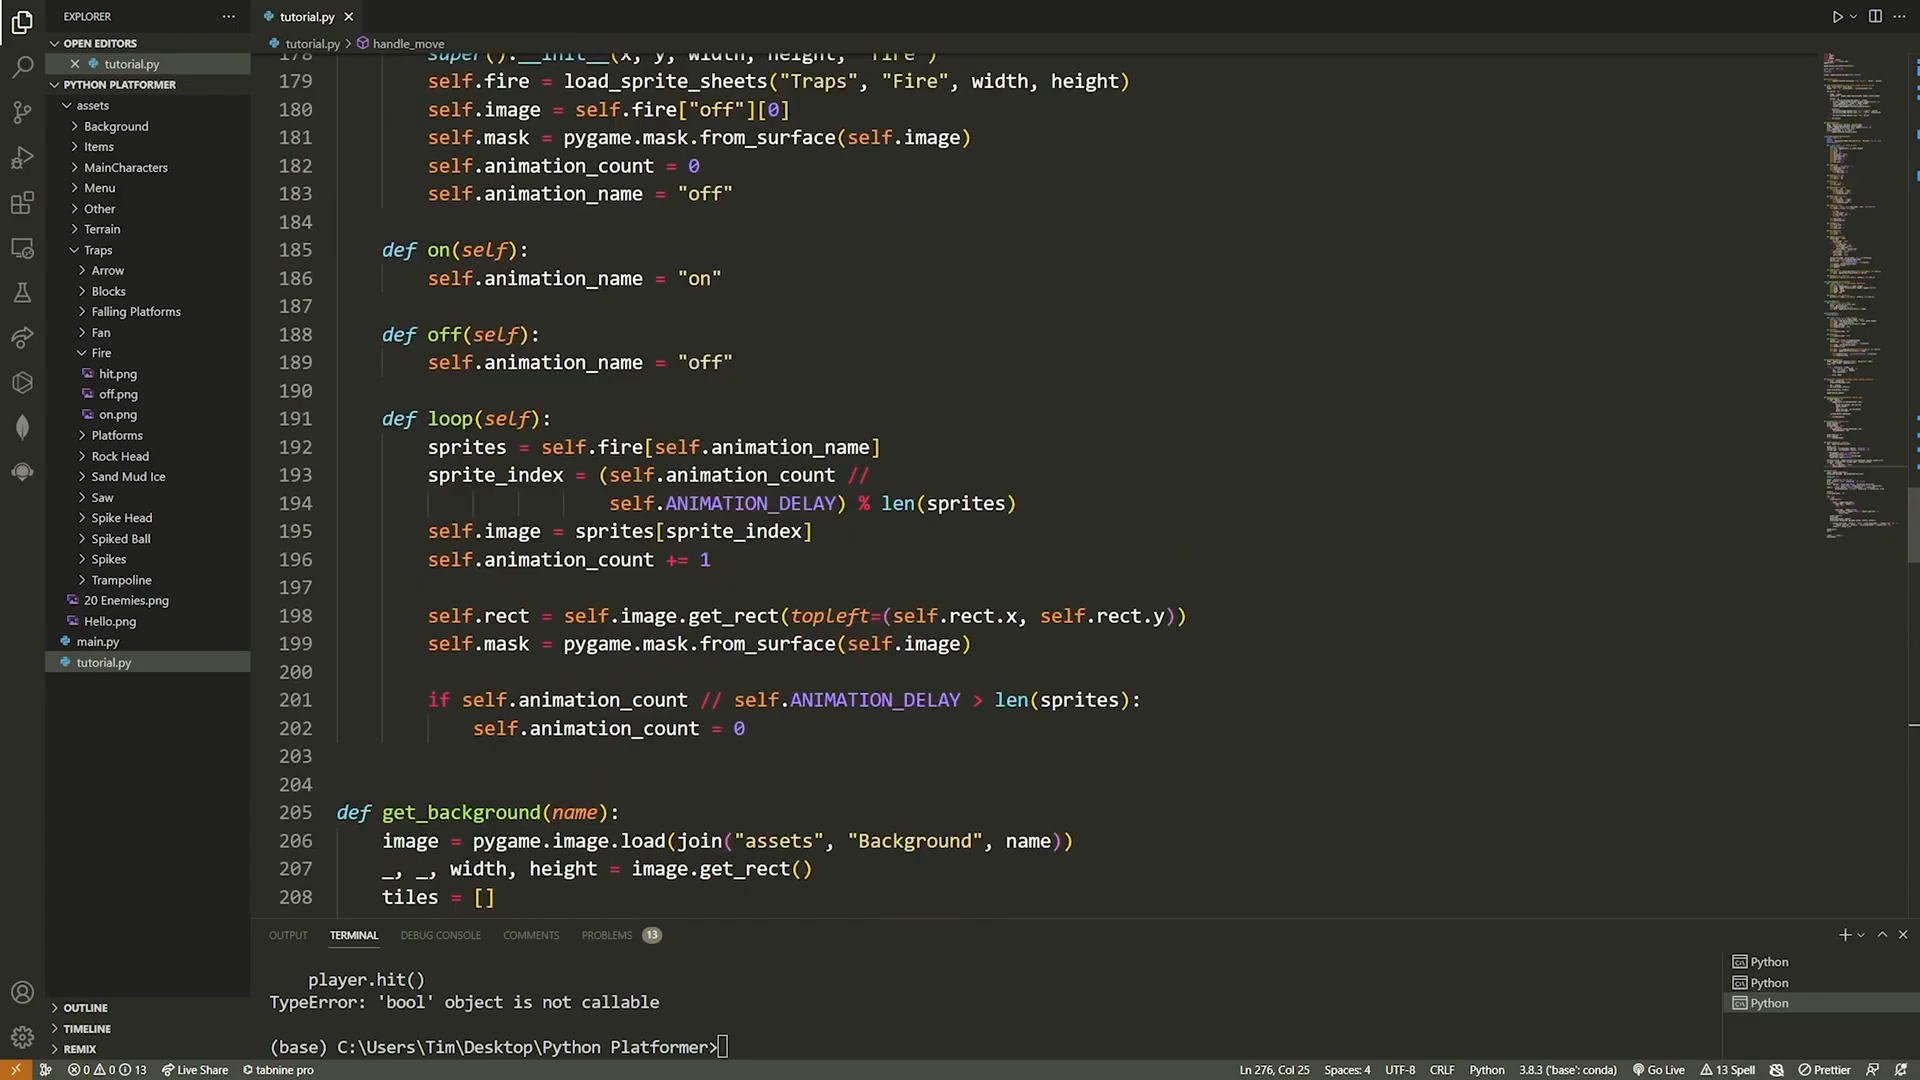 EXPLORER
OPEN EDITORS
tutorial.py
PYTHON PLATFORMER
assets
Background
Items
MainCharacters
Menu
Other
Terrain
Traps
Arrow
Blocks
Falling Platforms
Fan
Fire
hit.png
off.png
on.png
Platforms
Rock Head
Sand Mud Ice
Saw
Spike Head
Spiked Ball
Spikes
Trampoline
20 Enemies.png
Hello.png
main.py
tutorial.py
OUTLINE
TIMELINE
REMIX
tutorial.py
tutorial.py > handle_move
178 super().__init__(x, y, width, height, "fire")
179 self.fire = load_sprite_sheets("Traps", "Fire", width, height)
180 self.image = self.fire["off"][0]
181 self.mask = pygame.mask.from_surface(self.image)
182 self.animation_count = 0
183 self.animation_name = "off"
184
185 def on(self):
186 self.animation_name = "on"
187
188 def off(self):
189 self.animation_name = "off"
190
191 def loop(self):
192 sprites = self.fire[self.animation_name]
193 sprite_index = (self.animation_count //
194 self.ANIMATION_DELAY) % len(sprites)
195 self.image = sprites[sprite_index]
196 self.animation_count += 1
197
198 self.rect = self.image.get_rect(topleft=(self.rect.x, self.rect.y))
199 self.mask = pygame.mask.from_surface(self.image)
200
201 if self.animation_count // self.ANIMATION_DELAY > len(sprites):
202 self.animation_count = 0
203
204
205 def get_background(name):
206 image = pygame.image.load(join("assets", "Background", name))
207 _, _, width, height = image.get_rect()
208 tiles = []
OUTPUT TERMINAL DEBUG CONSOLE COMMENTS PROBLEMS 13
player.hit()
TypeError: 'bool' object is not callable
(base) C:\Users\Tim\Desktop\Python Platformer>
Python
Python
Python
0 0 13 Live Share tabnine pro Ln 276, Col 25 Spaces: 4 UTF-8 CRLF Python 3.8.3 ('base': conda) Go Live 13 Spell Prettier